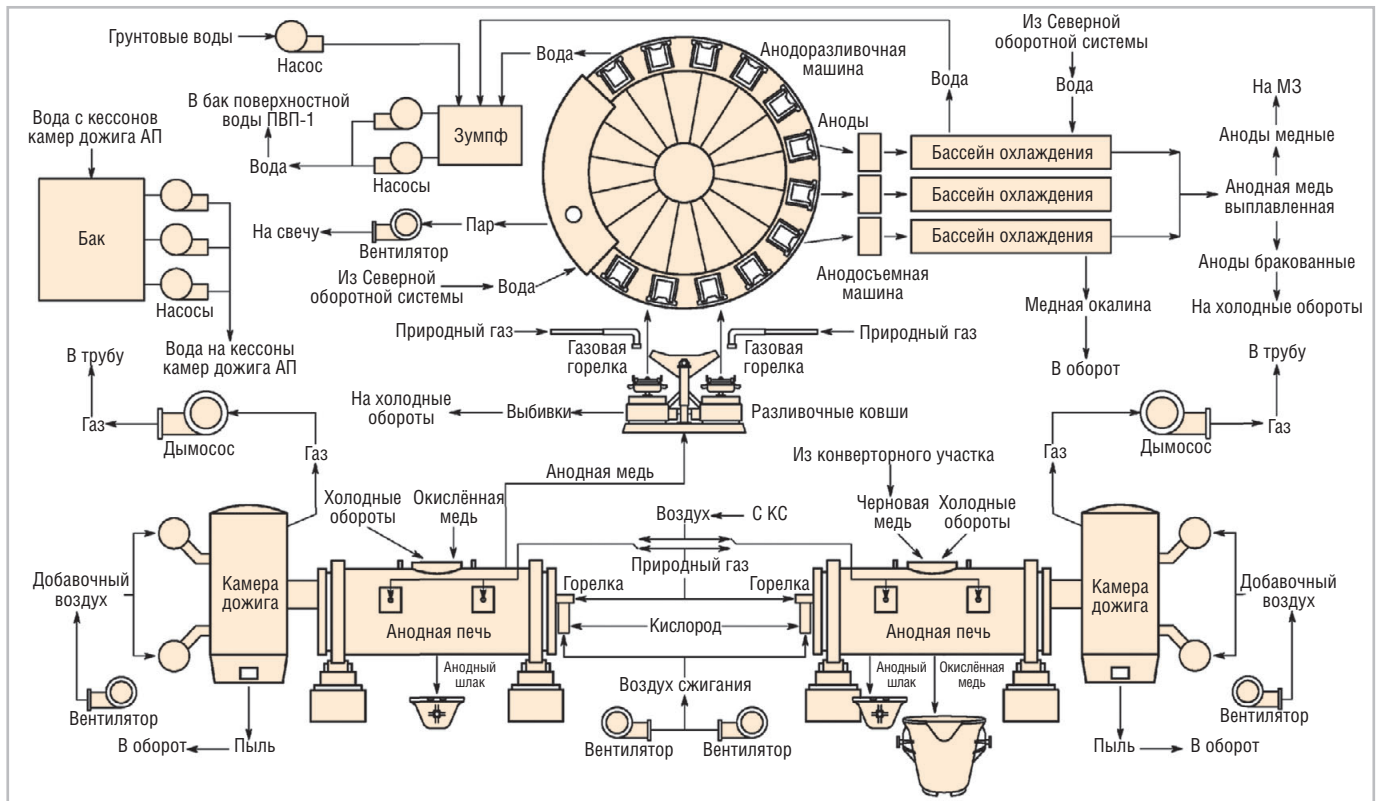 Грунтовые воды
Насос
Вода
Анодоразливочная
машина
Из Северной
оборотной системы
Вода
Вода
На МЗ
В бак поверхностной
воды ПВП-1
Вода с кессонов
камер дожига АП
Зумпф
Аноды
Аноды медные
Бассейн охлаждения
Вода
Насосы
Анодная медь
выплавленная
Бассейн охлаждения
Бак
На свечу
Пар
Вентилятор
Бассейн охлаждения
Аноды бракованные
Из Северной
оборотной системы
Вода
Анодосъемная
машина
Насосы
Медная окалина
На холодные обороты
Природный газ
Газовая
горелка
Газовая
горелка
Природный газ
В трубу
Вода на кессоны
камер дожига АП
В оборот
В трубу
На холодные
обороты
Выбивки
Разливочные ковши
Газ
Дымосос
Газ
Анодная медь
Из конверторного участка
Газ
Дымосос
Газ
Холодные
обороты
Окислённая
медь
Воздух
С КС
Черновая
медь
Холодные
обороты
Природный газ
Добавочный
воздух
Камера
дожига
Горелка
Горелка
Камера
дожига
Добавочный
воздух
Анодная печь
Кислород
Анодная печь
Анодный
шлак
Воздух сжигания
Анодный
шлак
Окислённая
медь
Вентилятор
Вентилятор
Вентилятор
Вентилятор
В оборот
Пыль
Пыль
В оборот